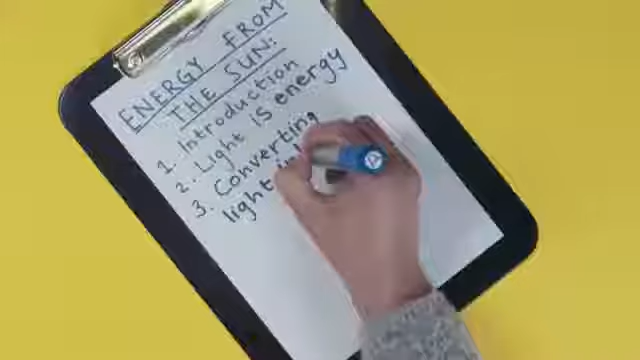 ENERGY FROM
THE SUN:
1. Introduction
2. Light IS energy
3. Converting
light